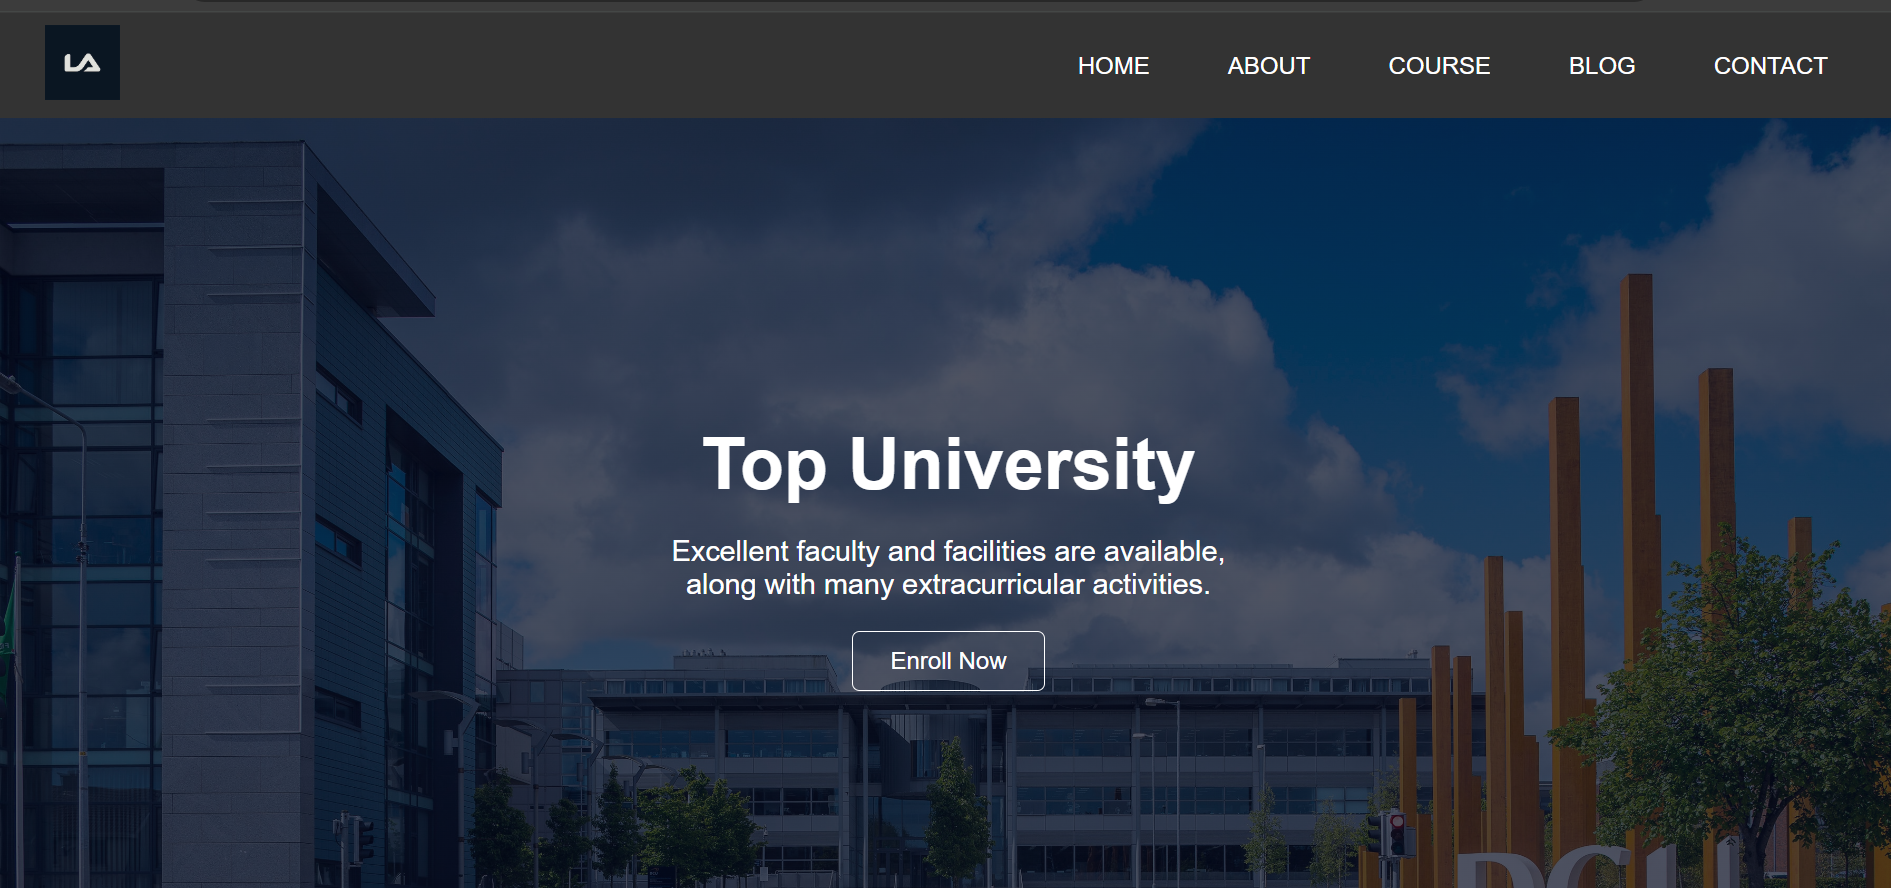 LA
HOME ABOUT COURSE BLOG CONTACT
Top University
Excellent faculty and facilities are available,
along with many extracurricular activities.
Enroll Now
DCU